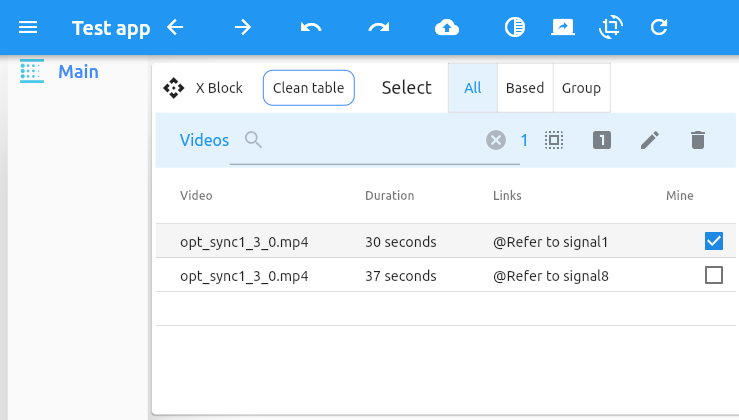 Test app
Main
X Block Clean table Select All Based Group
Videos 1 1
Video Duration Links Mine
opt_sync1_3_0.mp4 30 seconds @Refer to signal1
opt_sync1_3_0.mp4 37 seconds @Refer to signal8